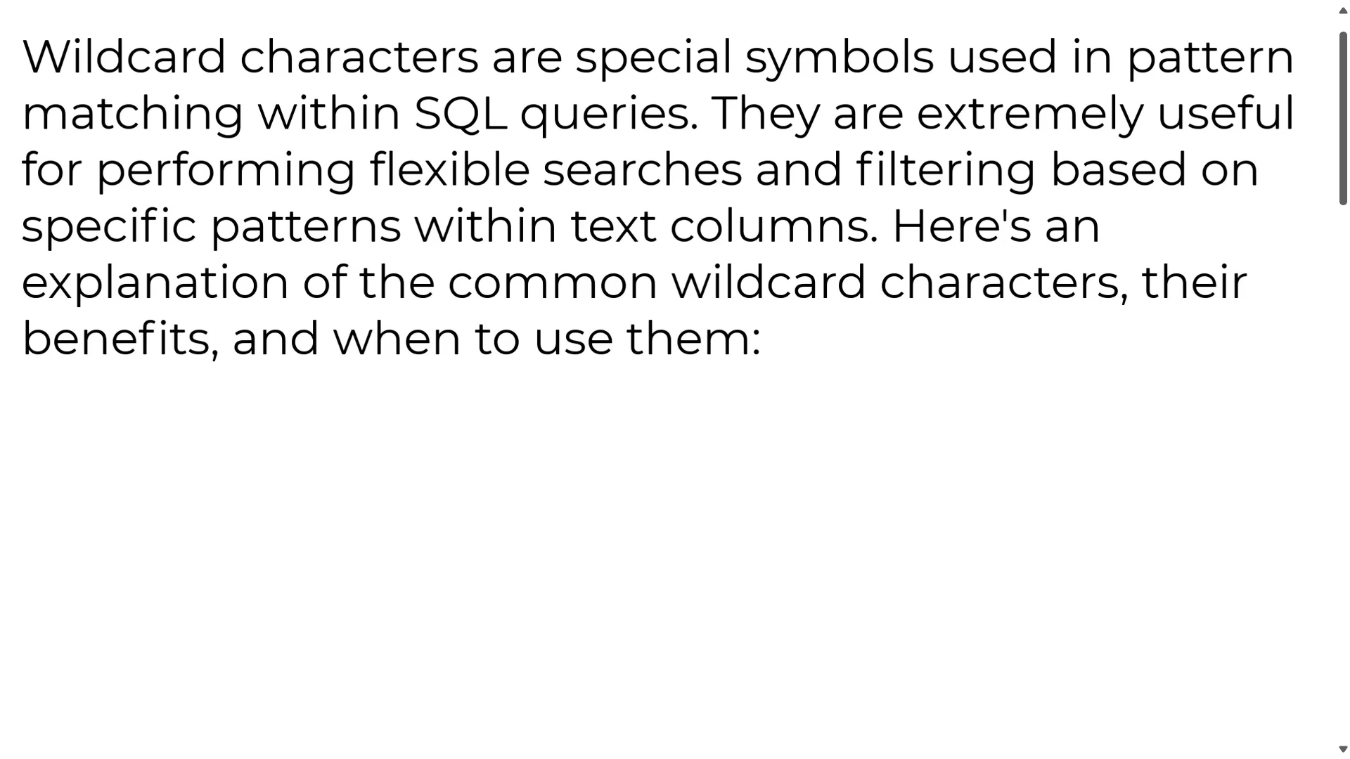 Wildcard characters are special symbols used in pattern
matching within SQL queries. They are extremely useful
for performing flexible searches and filtering based on
specific patterns within text columns. Here's an
explanation of the common wildcard characters, their
benefits, and when to use them: